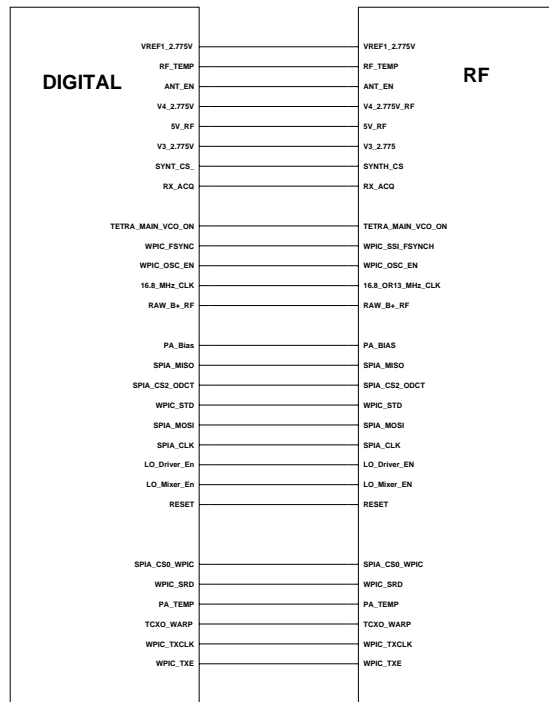 DIGITAL
RF
VREF1_2.775V VREF1_2.775V
RF_TEMP RF_TEMP
ANT_EN ANT_EN
V4_2.775V V4_2.775V_RF
5V_RF 5V_RF
V3_2.775V V3_2.775
SYNT_CS_ SYNTH_CS
RX_ACQ RX_ACQ
TETRA_MAIN_VCO_ON TETRA_MAIN_VCO_ON
WPIC_FSYNC WPIC_SSI_FSYNCH
WPIC_OSC_EN WPIC_OSC_EN
16.8_MHz_CLK 16.8_OR13_MHz_CLK
RAW_B+_RF RAW_B+_RF
PA_Bias PA_BIAS
SPIA_MISO SPIA_MISO
SPIA_CS2_ODCT SPIA_CS2_ODCT
WPIC_STD WPIC_STD
SPIA_MOSI SPIA_MOSI
SPIA_CLK SPIA_CLK
LO_Driver_En LO_Driver_EN
LO_Mixer_En LO_Mixer_EN
RESET RESET
SPIA_CS0_WPIC SPIA_CS0_WPIC
WPIC_SRD WPIC_SRD
PA_TEMP PA_TEMP
TCXO_WARP TCXO_WARP
WPIC_TXCLK WPIC_TXCLK
WPIC_TXE WPIC_TXE